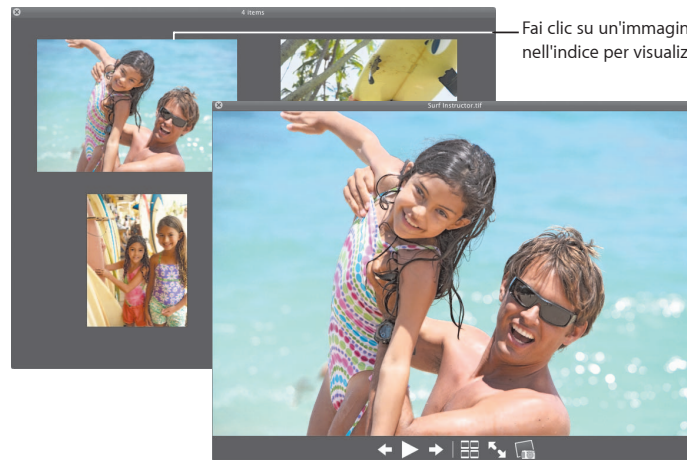 4 items
Fai clic su un'immagin
nell'indice per visualiz
Surf Instructor.tif